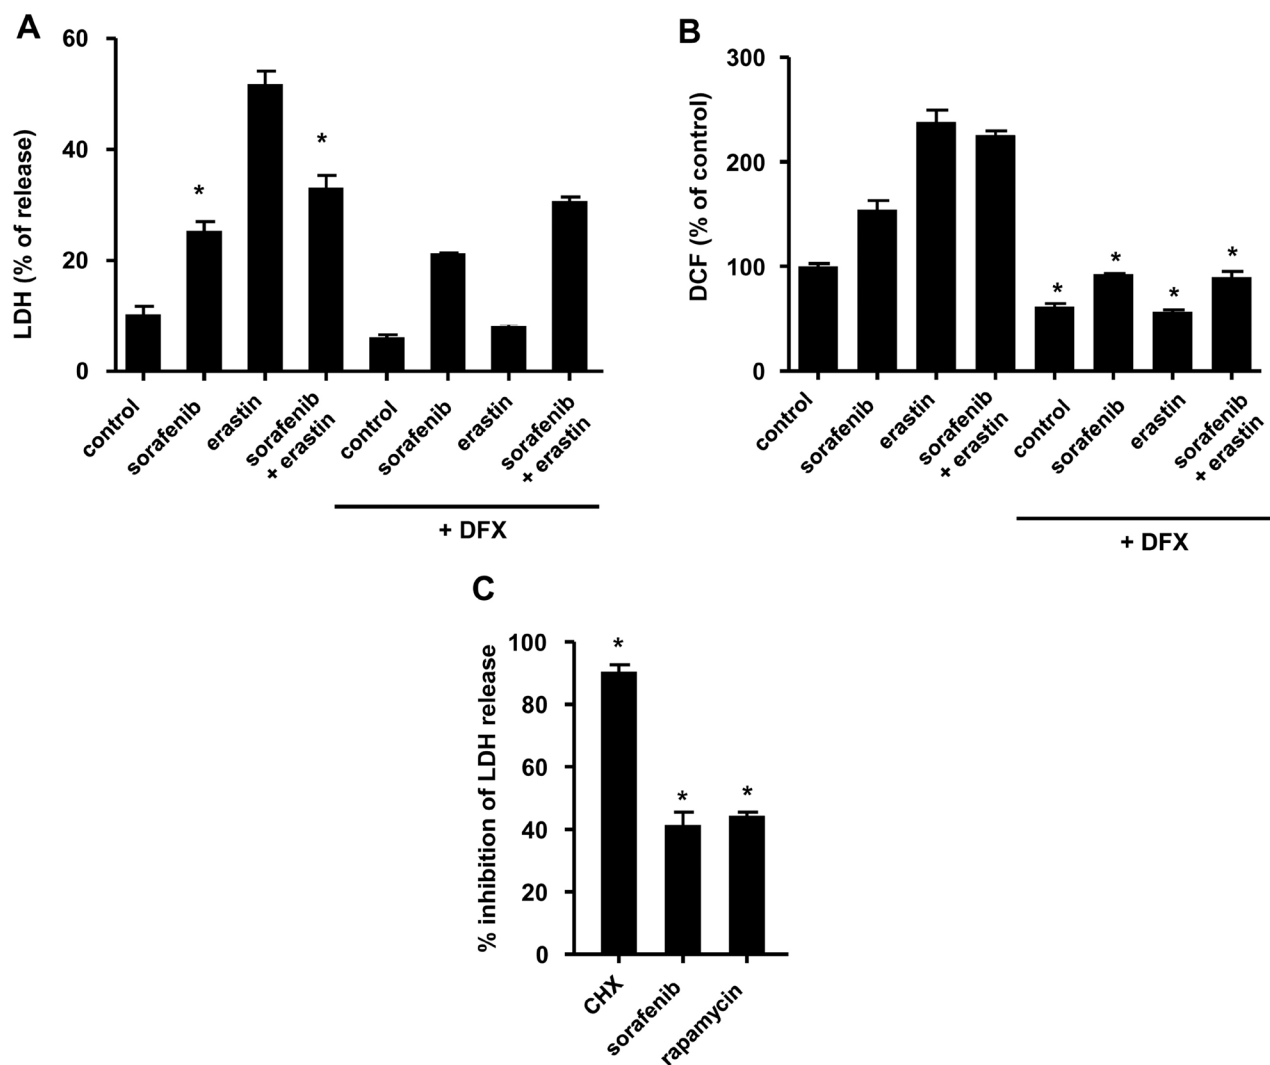 A
LDH (% of release)
60
40
20
0
*
*
control
sorafenib
erastin
sorafenib
+ erastin
control
sorafenib
erastin
sorafenib
+ erastin
+ DFX
B
DCF (% of control)
300
200
100
0
*
*
*
*
control
sorafenib
erastin
sorafenib
+ erastin
control
sorafenib
erastin
sorafenib
+ erastin
+ DFX
C
% inhibition of LDH release
100
80
60
40
20
0
*
*
*
CHX
sorafenib
rapamycin